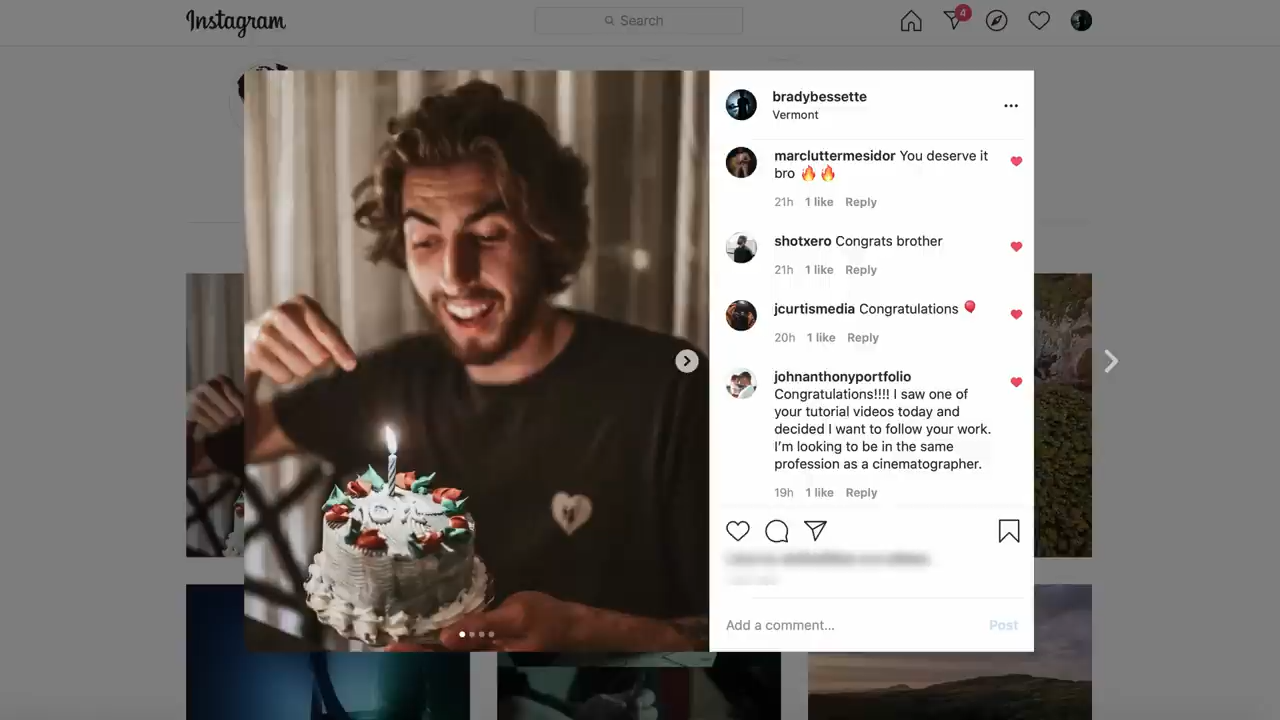 Instagram
Search
4
bradybessette
Vermont
marcluttermesidor You deserve it
bro 🔥🔥
21h 1 like Reply
shotxero Congrats brother
21h 1 like Reply
jcurtismedia Congratulations 🎈
20h 1 like Reply
johnanthonyportfolio
Congratulations!!!! I saw one of
your tutorial videos today and
decided I want to follow your work.
I'm looking to be in the same
profession as a cinematographer.
19h 1 like Reply
Add a comment...
Post